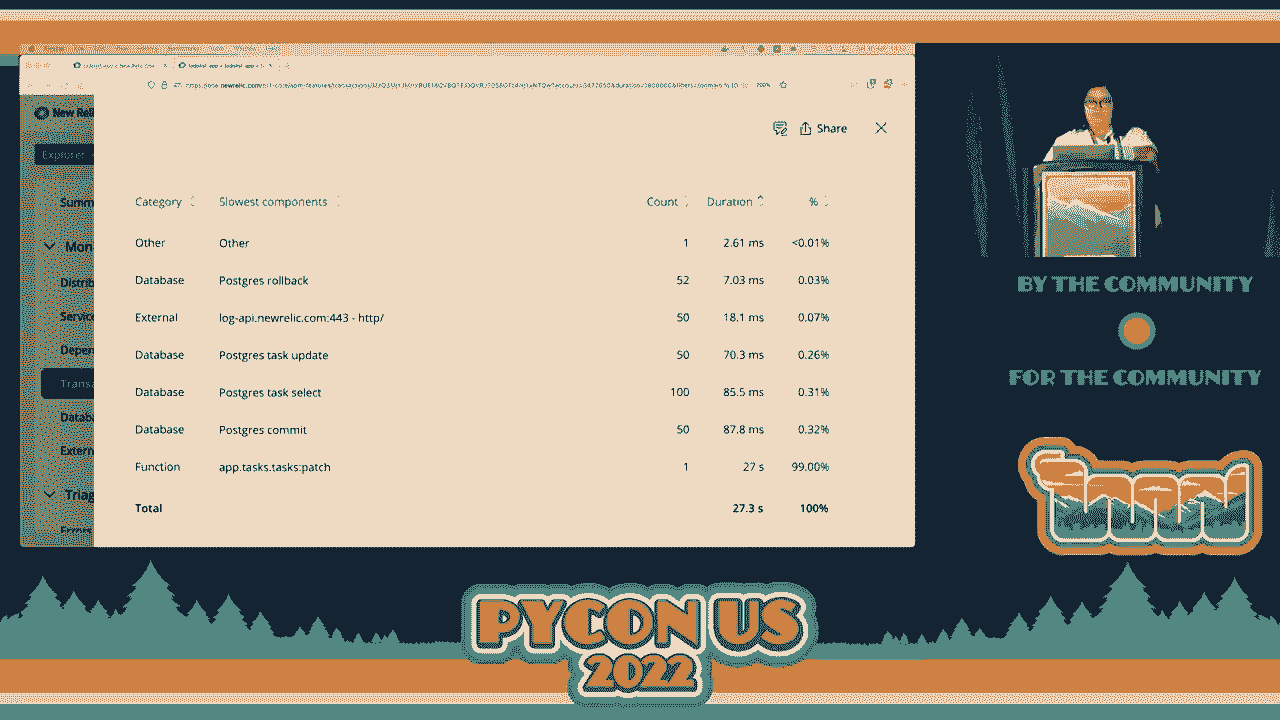 New Reli
Explorer
Share
Summ
Mon
Distrib
Servic
Depen
Transa
Datab
Extern
Triag
Errors
Category Slowest components Count Duration %
Other Other 1 2.61 ms <0.01%
Database Postgres rollback 52 7.03 ms 0.03%
External log-api.newrelic.com:443 - http/ 50 18.1 ms 0.07%
Database Postgres task update 50 70.3 ms 0.26%
Database Postgres task select 100 85.5 ms 0.31%
Database Postgres commit 50 87.8 ms 0.32%
Function app.tasks.tasks:patch 1 27 s 99.00%
Total 27.3 s 100%
BY THE COMMUNITY
FOR THE COMMUNITY
PYCON US
2022